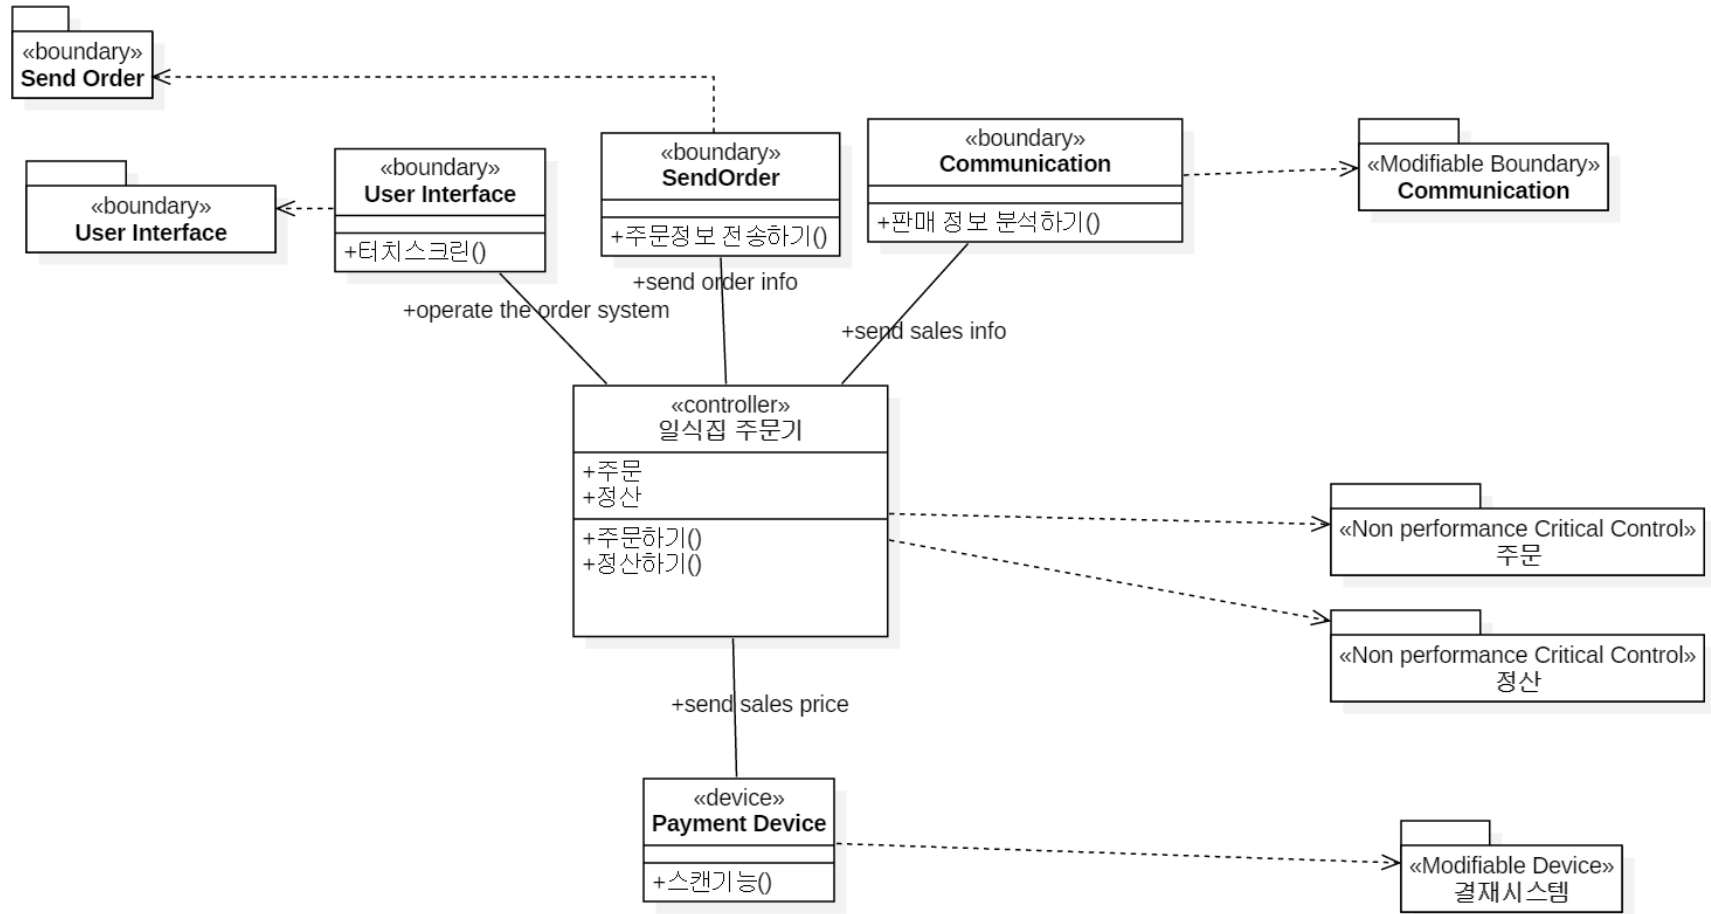 «boundary»
Send Order
«boundary»
User Interface
«boundary»
User Interface
+터치스크린()
«boundary»
SendOrder
+주문정보 전송하기()
«boundary»
Communication
+판매 정보 분석하기()
«Modifiable Boundary»
Communication
+operate the order system
+send order info
+send sales info
«controller»
일식집 주문기
+주문
+정산
+주문하기()
+정산하기()
«Non performance Critical Control»
주문
«Non performance Critical Control»
정산
+send sales price
«device»
Payment Device
+스캔기능()
«Modifiable Device»
결재시스템